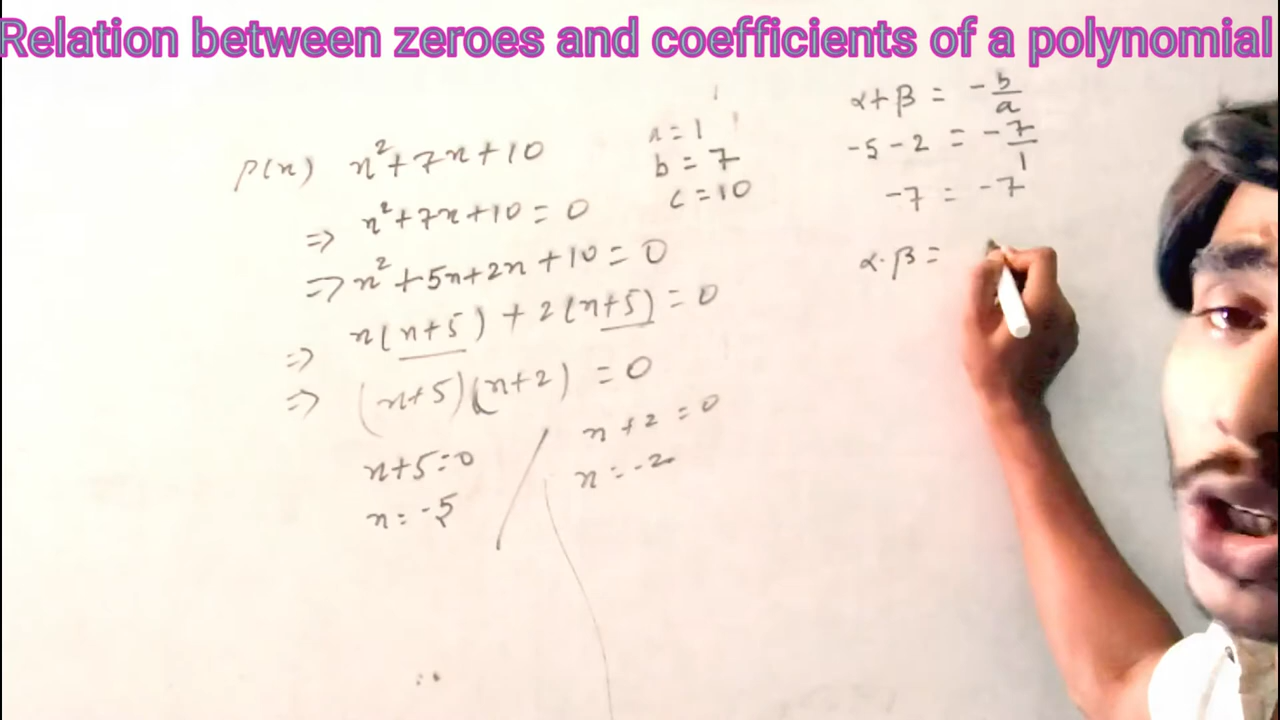 Relation between zeroes and coefficients of a polynomial
p(x) x²+7x+10
⇒ x²+7x+10=0
⇒ x²+5x+2x+10=0
⇒ x(x+5)+2(x+5)=0
⇒ (x+5)(x+2)=0
x+5=0 / x+2=0
x=-5
x=-2
a=1
b=7
c=10
α+β = -b/a
-5-2 = -7/1
-7 = -7
α.β =